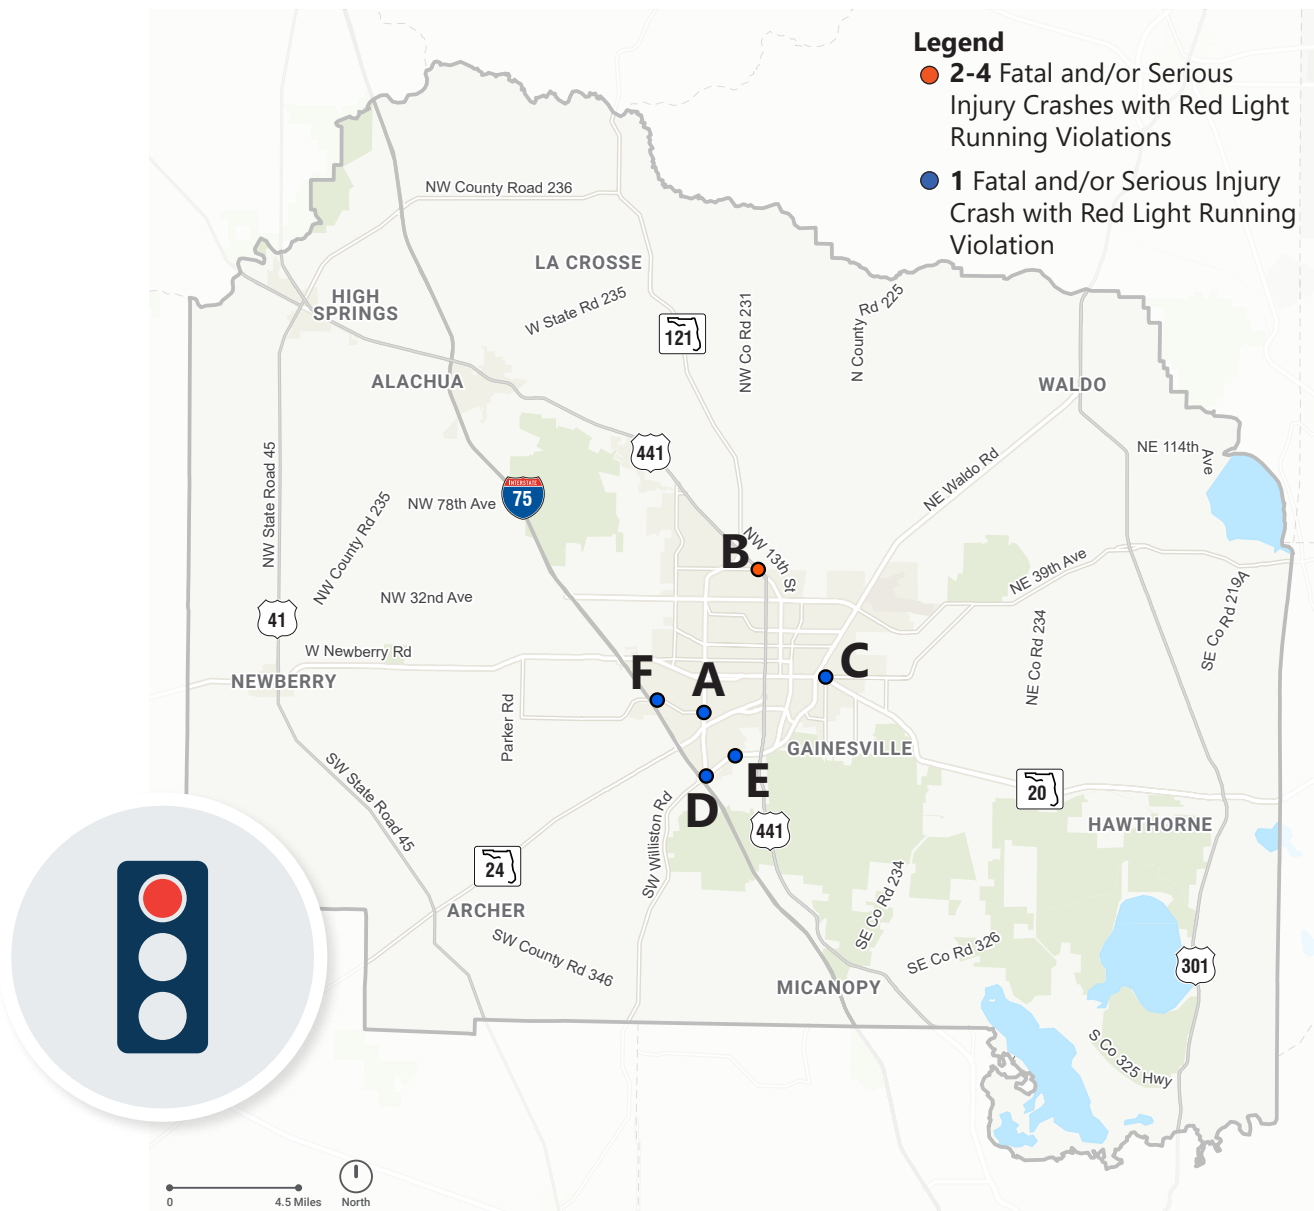 Legend
2-4 Fatal and/or Serious
Injury Crashes with Red Light
Running Violations
1 Fatal and/or Serious Injury
Crash with Red Light Running
Violation
NW County Road 236
LA CROSSE
HIGH
SPRINGS
W State Rd 235
121
NW Co Rd 231
N County Rd 225
ALACHUA
WALDO
441
NE 114th Ave
NW State Road 45
NE Waldo Rd
INTERSTATE
75
NW 78th Ave
NW County Rd 235
B
NW 13th St
NE 39th Ave
SE Co Rd 219A
NW 32nd Ave
41
NE Co Rd 234
W Newberry Rd
NEWBERRY
F
A
C
Parker Rd
GAINESVILLE
E
D
SW State Road 45
20
441
HAWTHORNE
SW Williston Rd
24
SE Co Rd 234
ARCHER
SW County Rd 346
SE Co Rd 326
301
MICANOPY
S Co 325 Hwy
0
4.5 Miles
North